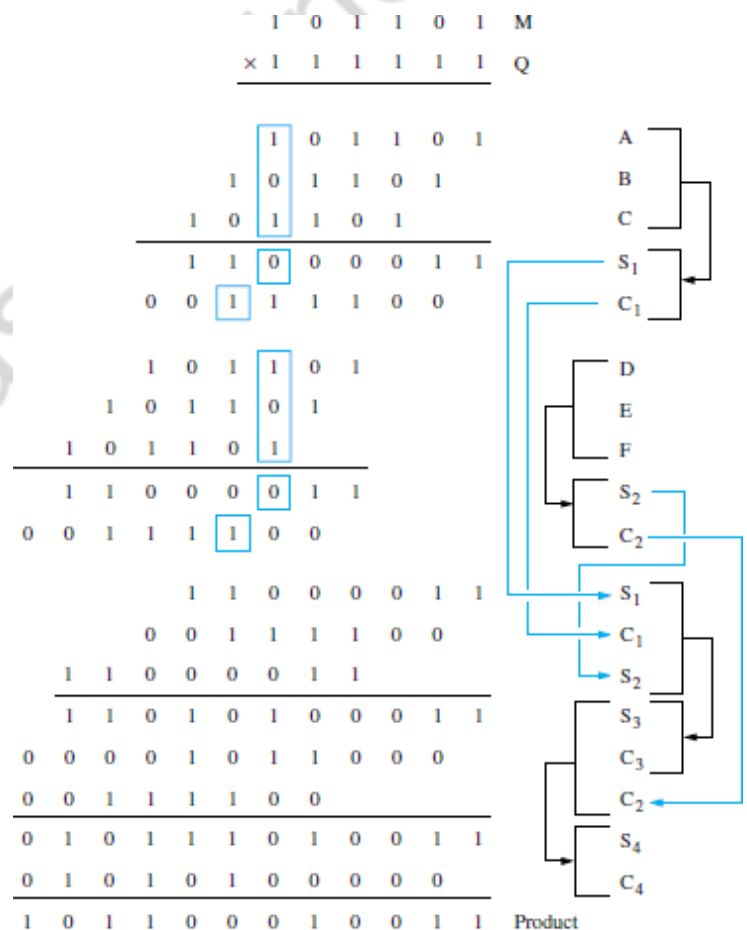 1 0 1 1 0 1 M
× 1 1 1 1 1 1 Q
1 0 1 1 0 1 A
1 0 1 1 0 1 B
1 0 1 1 0 1 C
1 1 0 0 0 0 1 1 S1
0 0 1 1 1 1 0 0 C1
1 0 1 1 0 1 D
1 0 1 1 0 1 E
1 0 1 1 0 1 F
1 1 0 0 0 0 1 1 S2
0 0 1 1 1 1 0 0 C2
1 1 0 0 0 0 1 1 S1
0 0 1 1 1 1 0 0 C1
1 1 0 0 0 0 1 1 S2
1 1 0 1 0 1 0 0 0 1 1 S3
0 0 0 0 1 0 1 1 0 0 0 C3
0 0 1 1 1 1 0 0 C2
0 1 0 1 1 1 0 1 0 0 1 1 S4
0 1 0 1 0 1 0 0 0 0 0 C4
1 0 1 1 0 0 0 1 0 0 1 1 Product